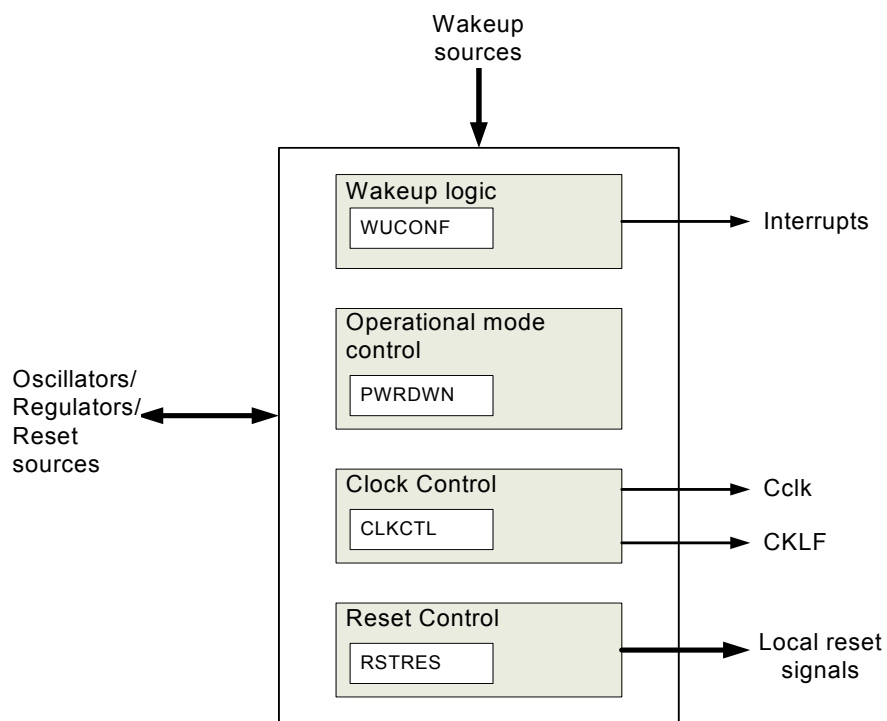 Wakeup
sources
Wakeup logic
WUCONF
Interrupts
Operational mode
control
PWRDWN
Oscillators/
Regulators/
Reset
sources
Clock Control
CLKCTL
Cclk
CKLF
Reset Control
RSTRES
Local reset
signals